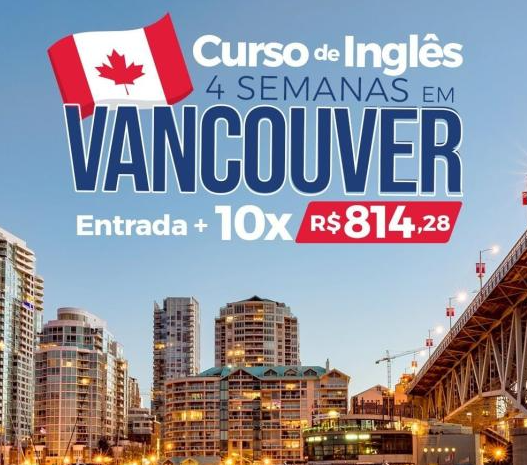 Curso de Inglês
4 SEMANAS EM
VANCOUVER
Entrada + 10x R$814,28